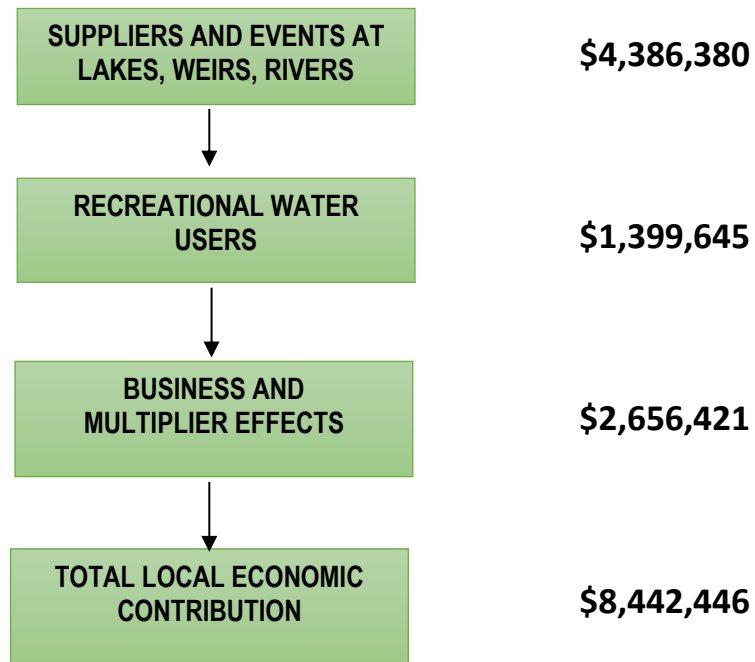 SUPPLIERS AND EVENTS AT
LAKES, WEIRS, RIVERS
$4,386,380
RECREATIONAL WATER
USERS
$1,399,645
BUSINESS AND
MULTIPLIER EFFECTS
$2,656,421
TOTAL LOCAL ECONOMIC
CONTRIBUTION
$8,442,446